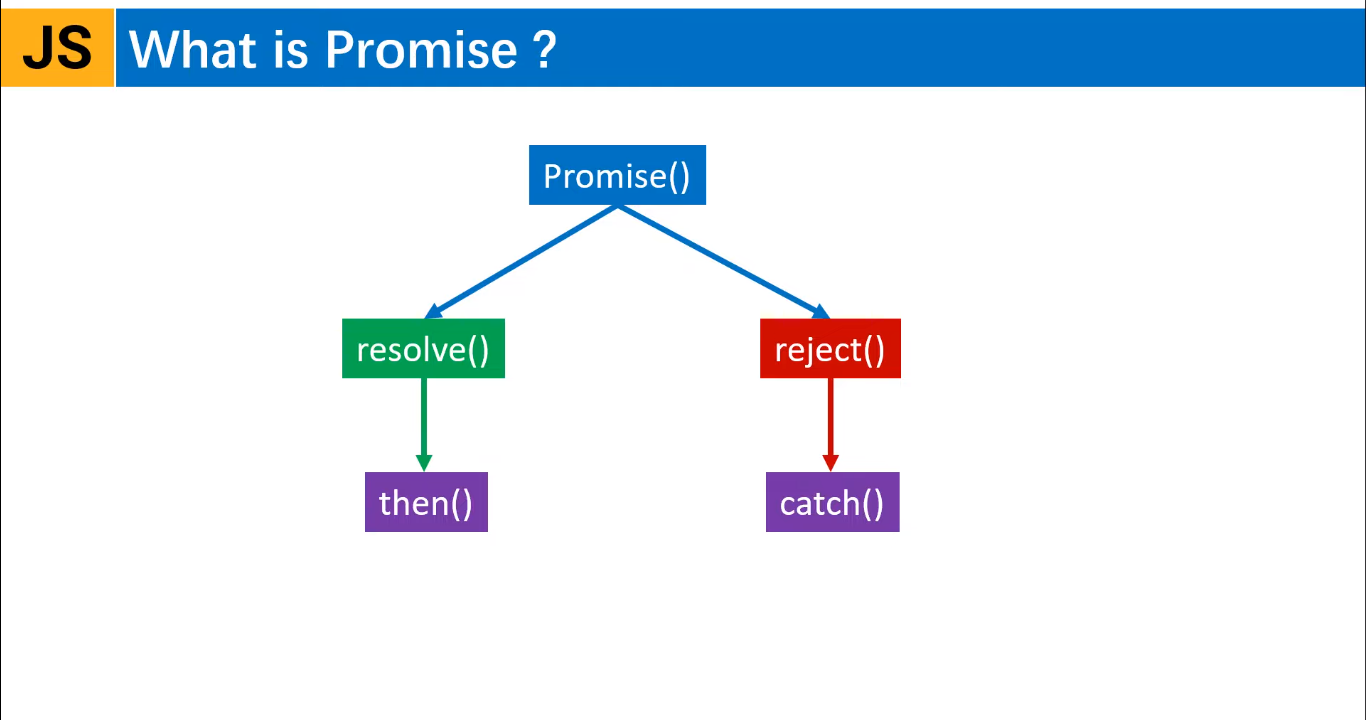 JS What is Promise ?
Promise()
resolve() reject()
then() catch()